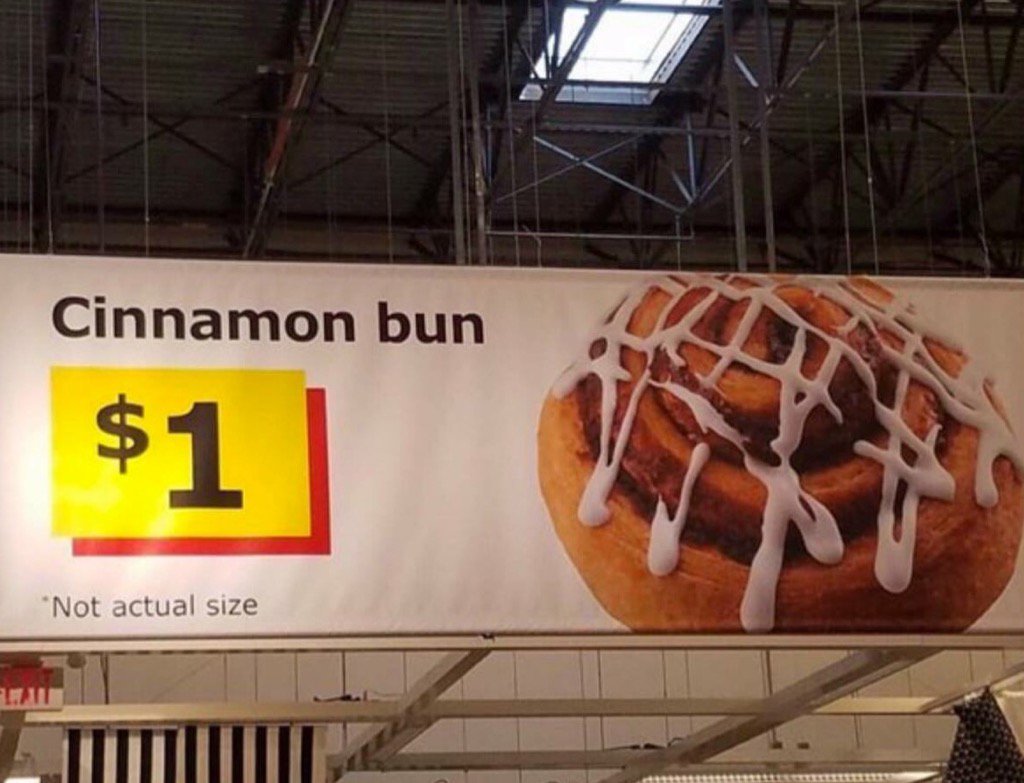 Cinnamon bun
$1
*Not actual size
EXIT